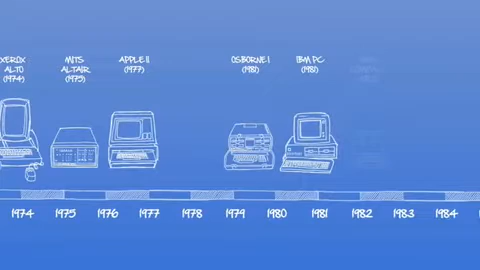 XEROX
ALTO
(1974)
MITS
ALTAIR
(1975)
APPLE II
(1977)
OSBORNE 1
(1981)
IBM PC
(1981)
1974 1975 1976 1977 1978 1979 1980 1981 1982 1983 1984